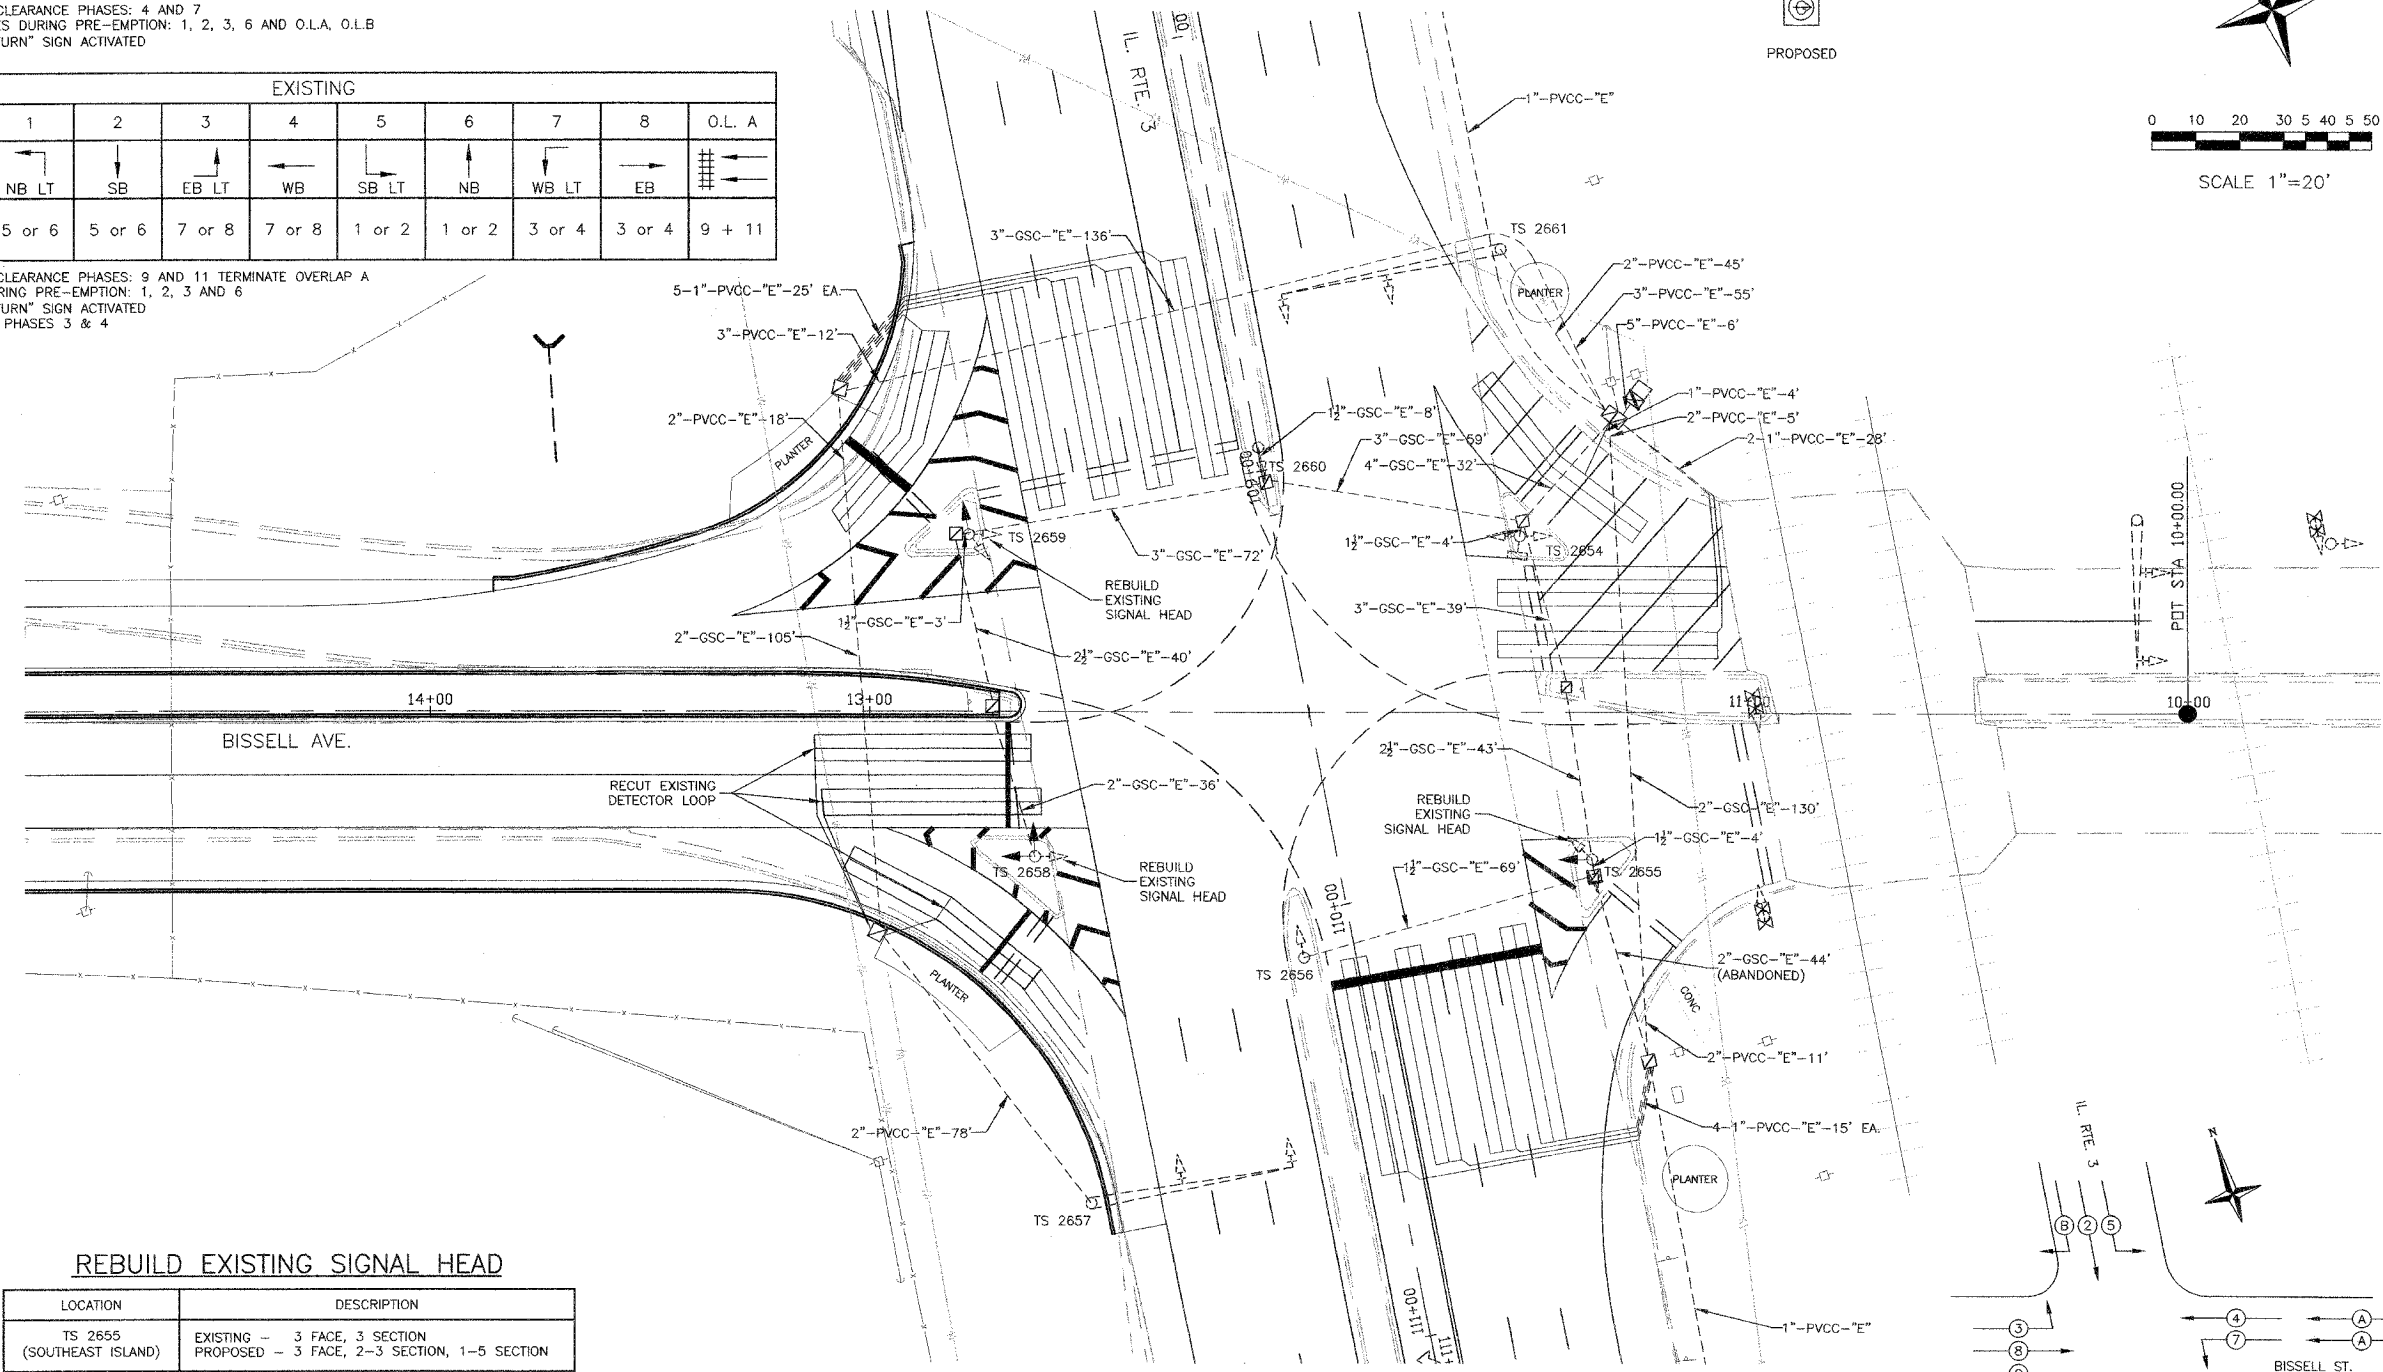 CLEARANCE PHASES: 4 AND 7
ES DURING PRE-EMPTION: 1, 2, 3, 6 AND O.L.A, O.L.B
URN" SIGN ACTIVATED
EXISTING
1 2 3 4 5 6 7 8 O.L. A
NB LT SB EB LT WB SB LT NB WB LT EB
5 or 6 5 or 6 7 or 8 7 or 8 1 or 2 1 or 2 3 or 4 3 or 4 9 + 11
CLEARANCE PHASES: 9 AND 11 TERMINATE OVERLAP A
RING PRE-EMPTION: 1, 2, 3 AND 6
URN" SIGN ACTIVATED
PHASES 3 & 4
PROPOSED
0 10 20 30 5 40 5 50
SCALE 1"=20'
IL. RTE. 3
1"-PVCC-"E"
3"-GSC-"E"-136'
TS 2661
PLANTER
2"-PVCC-"E"-45'
3"-PVCC-"E"-55'
5"-PVCC-"E"-6'
5-1"-PVCC-"E"-25' EA.
3"-PVCC-"E"-12'
2"-PVCC-"E"-18'
PLANTER
1"-PVCC-"E"-4'
2"-PVCC-"E"-5'
2-1"-PVCC-"E"-28'
1½"-GSC-"E"-8'
3"-GSC-"E"-59'
4"-GSC-"E"-32'
TS 2660
109+00
TS 2659
3"-GSC-"E"-72'
1½"-GSC-"E"-4'
TS 2654
REBUILD
EXISTING
SIGNAL HEAD
3"-GSC-"E"-39'
1½"-GSC-"E"-3'
2"-GSC-"E"-105'
2½"-GSC-"E"-40'
POT STA 10+00.00
14+00
13+00
11+00
10+00
BISSELL AVE.
RECUT EXISTING
DETECTOR LOOP
2"-GSC-"E"-36'
2½"-GSC-"E"-43'
2"-GSC-"E"-130'
REBUILD
EXISTING
SIGNAL HEAD
1½"-GSC-"E"-4'
TS 2655
1½"-GSC-"E"-69'
TS 2658
REBUILD
EXISTING
SIGNAL HEAD
110+00
TS 2656
2"-GSC-"E"-44'
(ABANDONED)
CONC
PLANTER
2"-PVCC-"E"-11'
2"-PVCC-"E"-78'
4-1"-PVCC-"E"-15' EA.
PLANTER
TS 2657
111+00
111+
1"-PVCC-"E"
IL. RTE. 3
N
B 2 5
3
8
4 A
7 A
BISSELL ST.
REBUILD EXISTING SIGNAL HEAD
LOCATION DESCRIPTION
TS 2655
(SOUTHEAST ISLAND)
EXISTING - 3 FACE, 3 SECTION
PROPOSED - 3 FACE, 2-3 SECTION, 1-5 SECTION